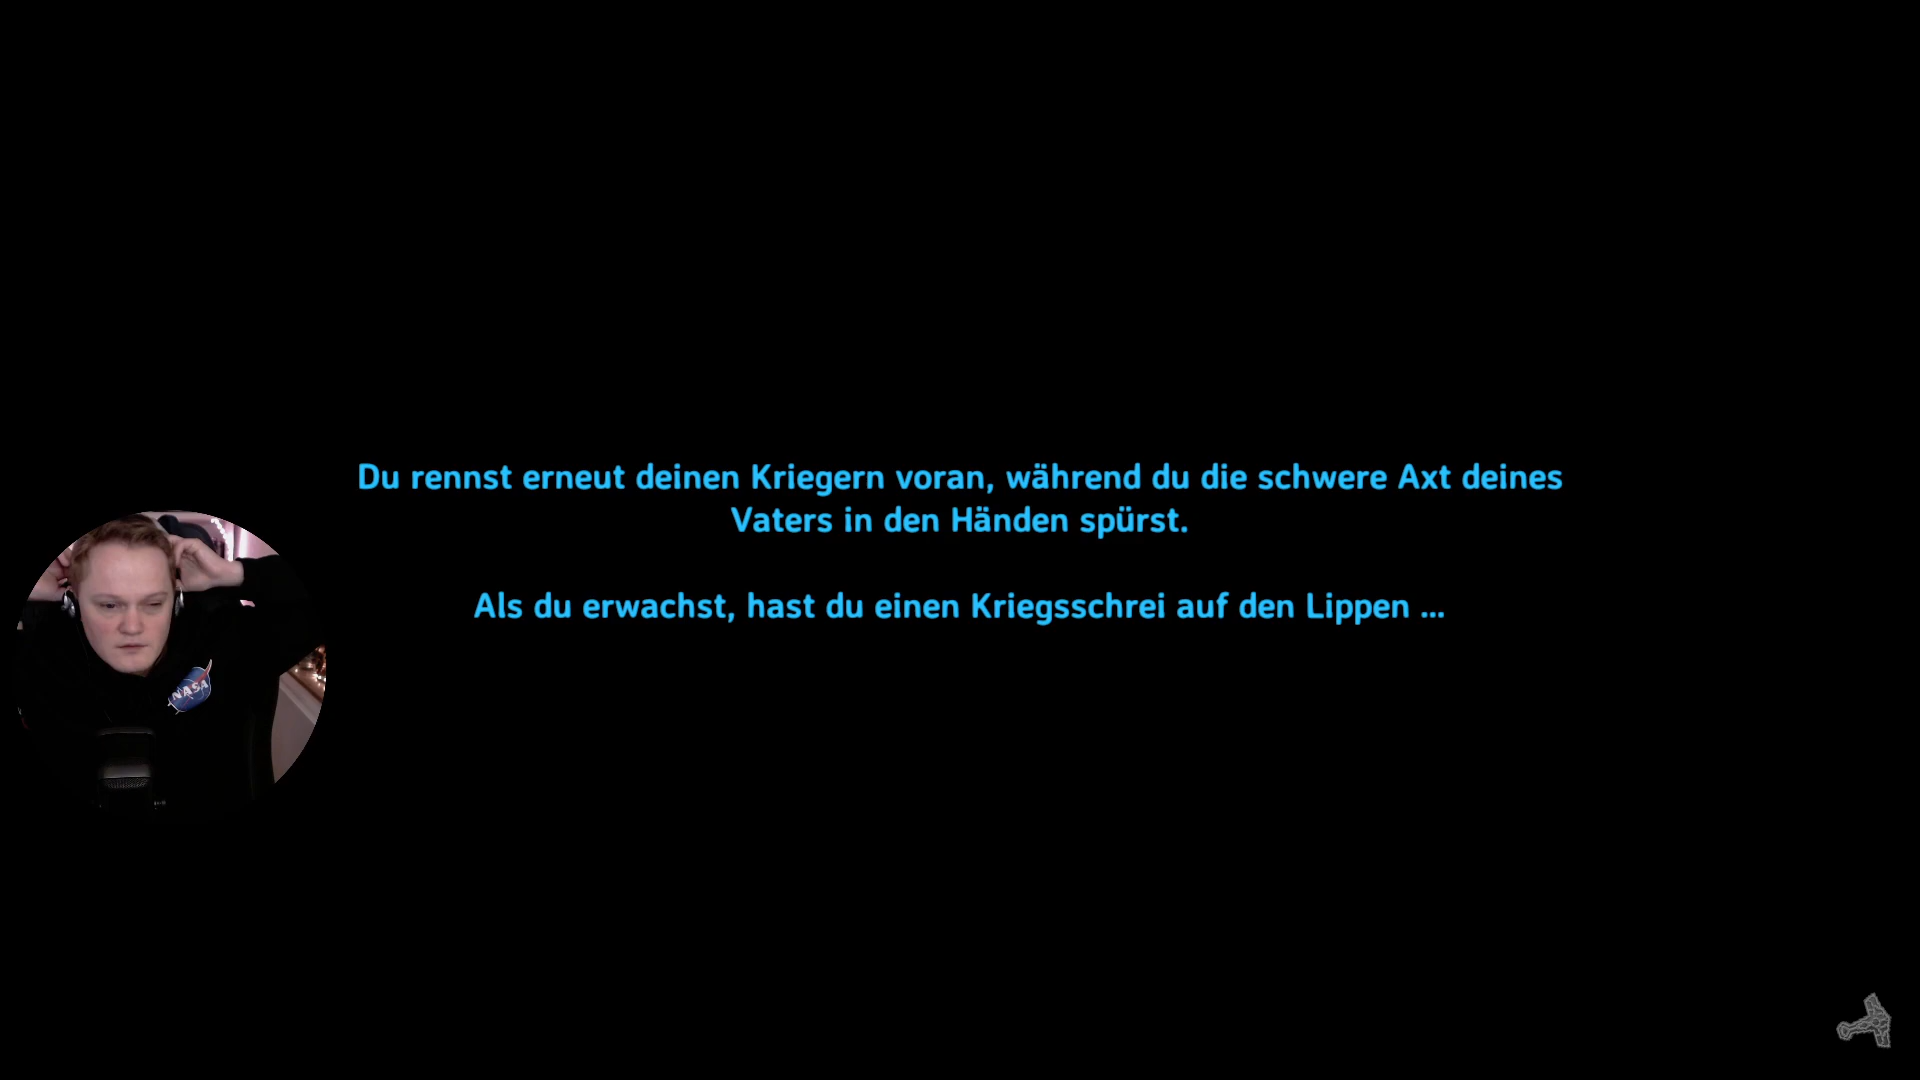 Du rennst erneut deinen Kriegern voran, während du die schwere Axt deines
Vaters in den Händen spürst.
Als du erwachst, hast du einen Kriegsschrei auf den Lippen ...
NASA